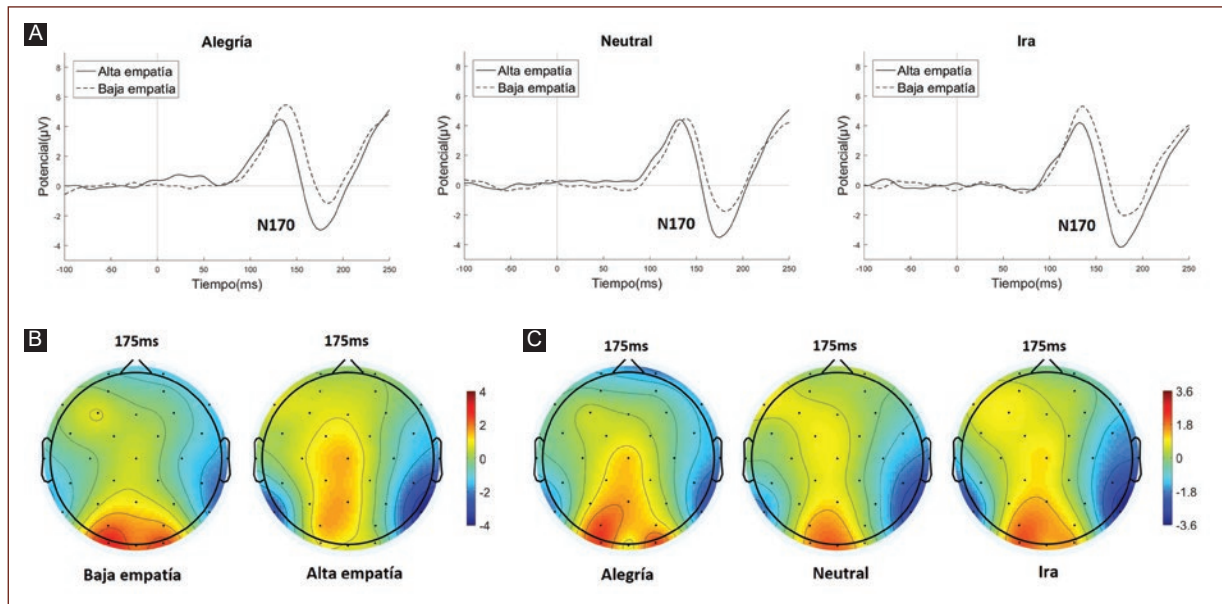 A
Alegría
Alta empatía
Baja empatía
Potencial(µV)
8
6
4
2
0
-2
-4
N170
-100
-50
0
50
100
150
200
250
Tiempo(ms)
Neutral
Alta empatía
Baja empatía
Potencial(µV)
8
6
4
2
0
-2
-4
N170
-100
-50
0
50
100
150
200
250
Tiempo(ms)
Ira
Alta empatía
Baja empatía
Potencial(µV)
8
6
4
2
0
-2
-4
N170
-100
-50
0
50
100
150
200
250
Tiempo(ms)
B
175ms
175ms
4
2
0
-2
-4
Baja empatía
Alta empatía
C
175ms
175ms
175ms
3.6
1.8
0
-1.8
-3.6
Alegría
Neutral
Ira